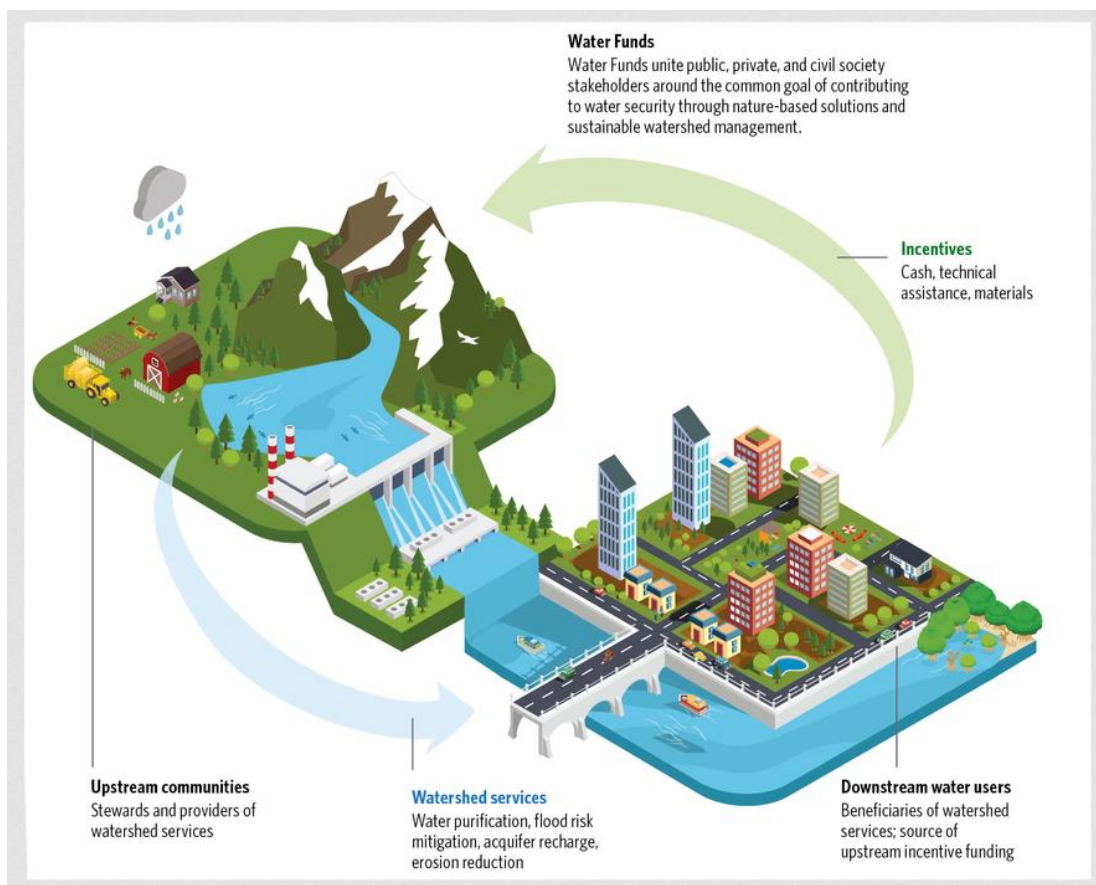 Water Funds
Water Funds unite public, private, and civil society
stakeholders around the common goal of contributing
to water security through nature-based solutions and
sustainable watershed management.
Incentives
Cash, technical
assistance, materials
Upstream communities
Stewards and providers of
watershed services
Watershed services
Water purification, flood risk
mitigation, acquifer recharge,
erosion reduction
Downstream water users
Beneficiaries of watershed
services; source of
upstream incentive funding